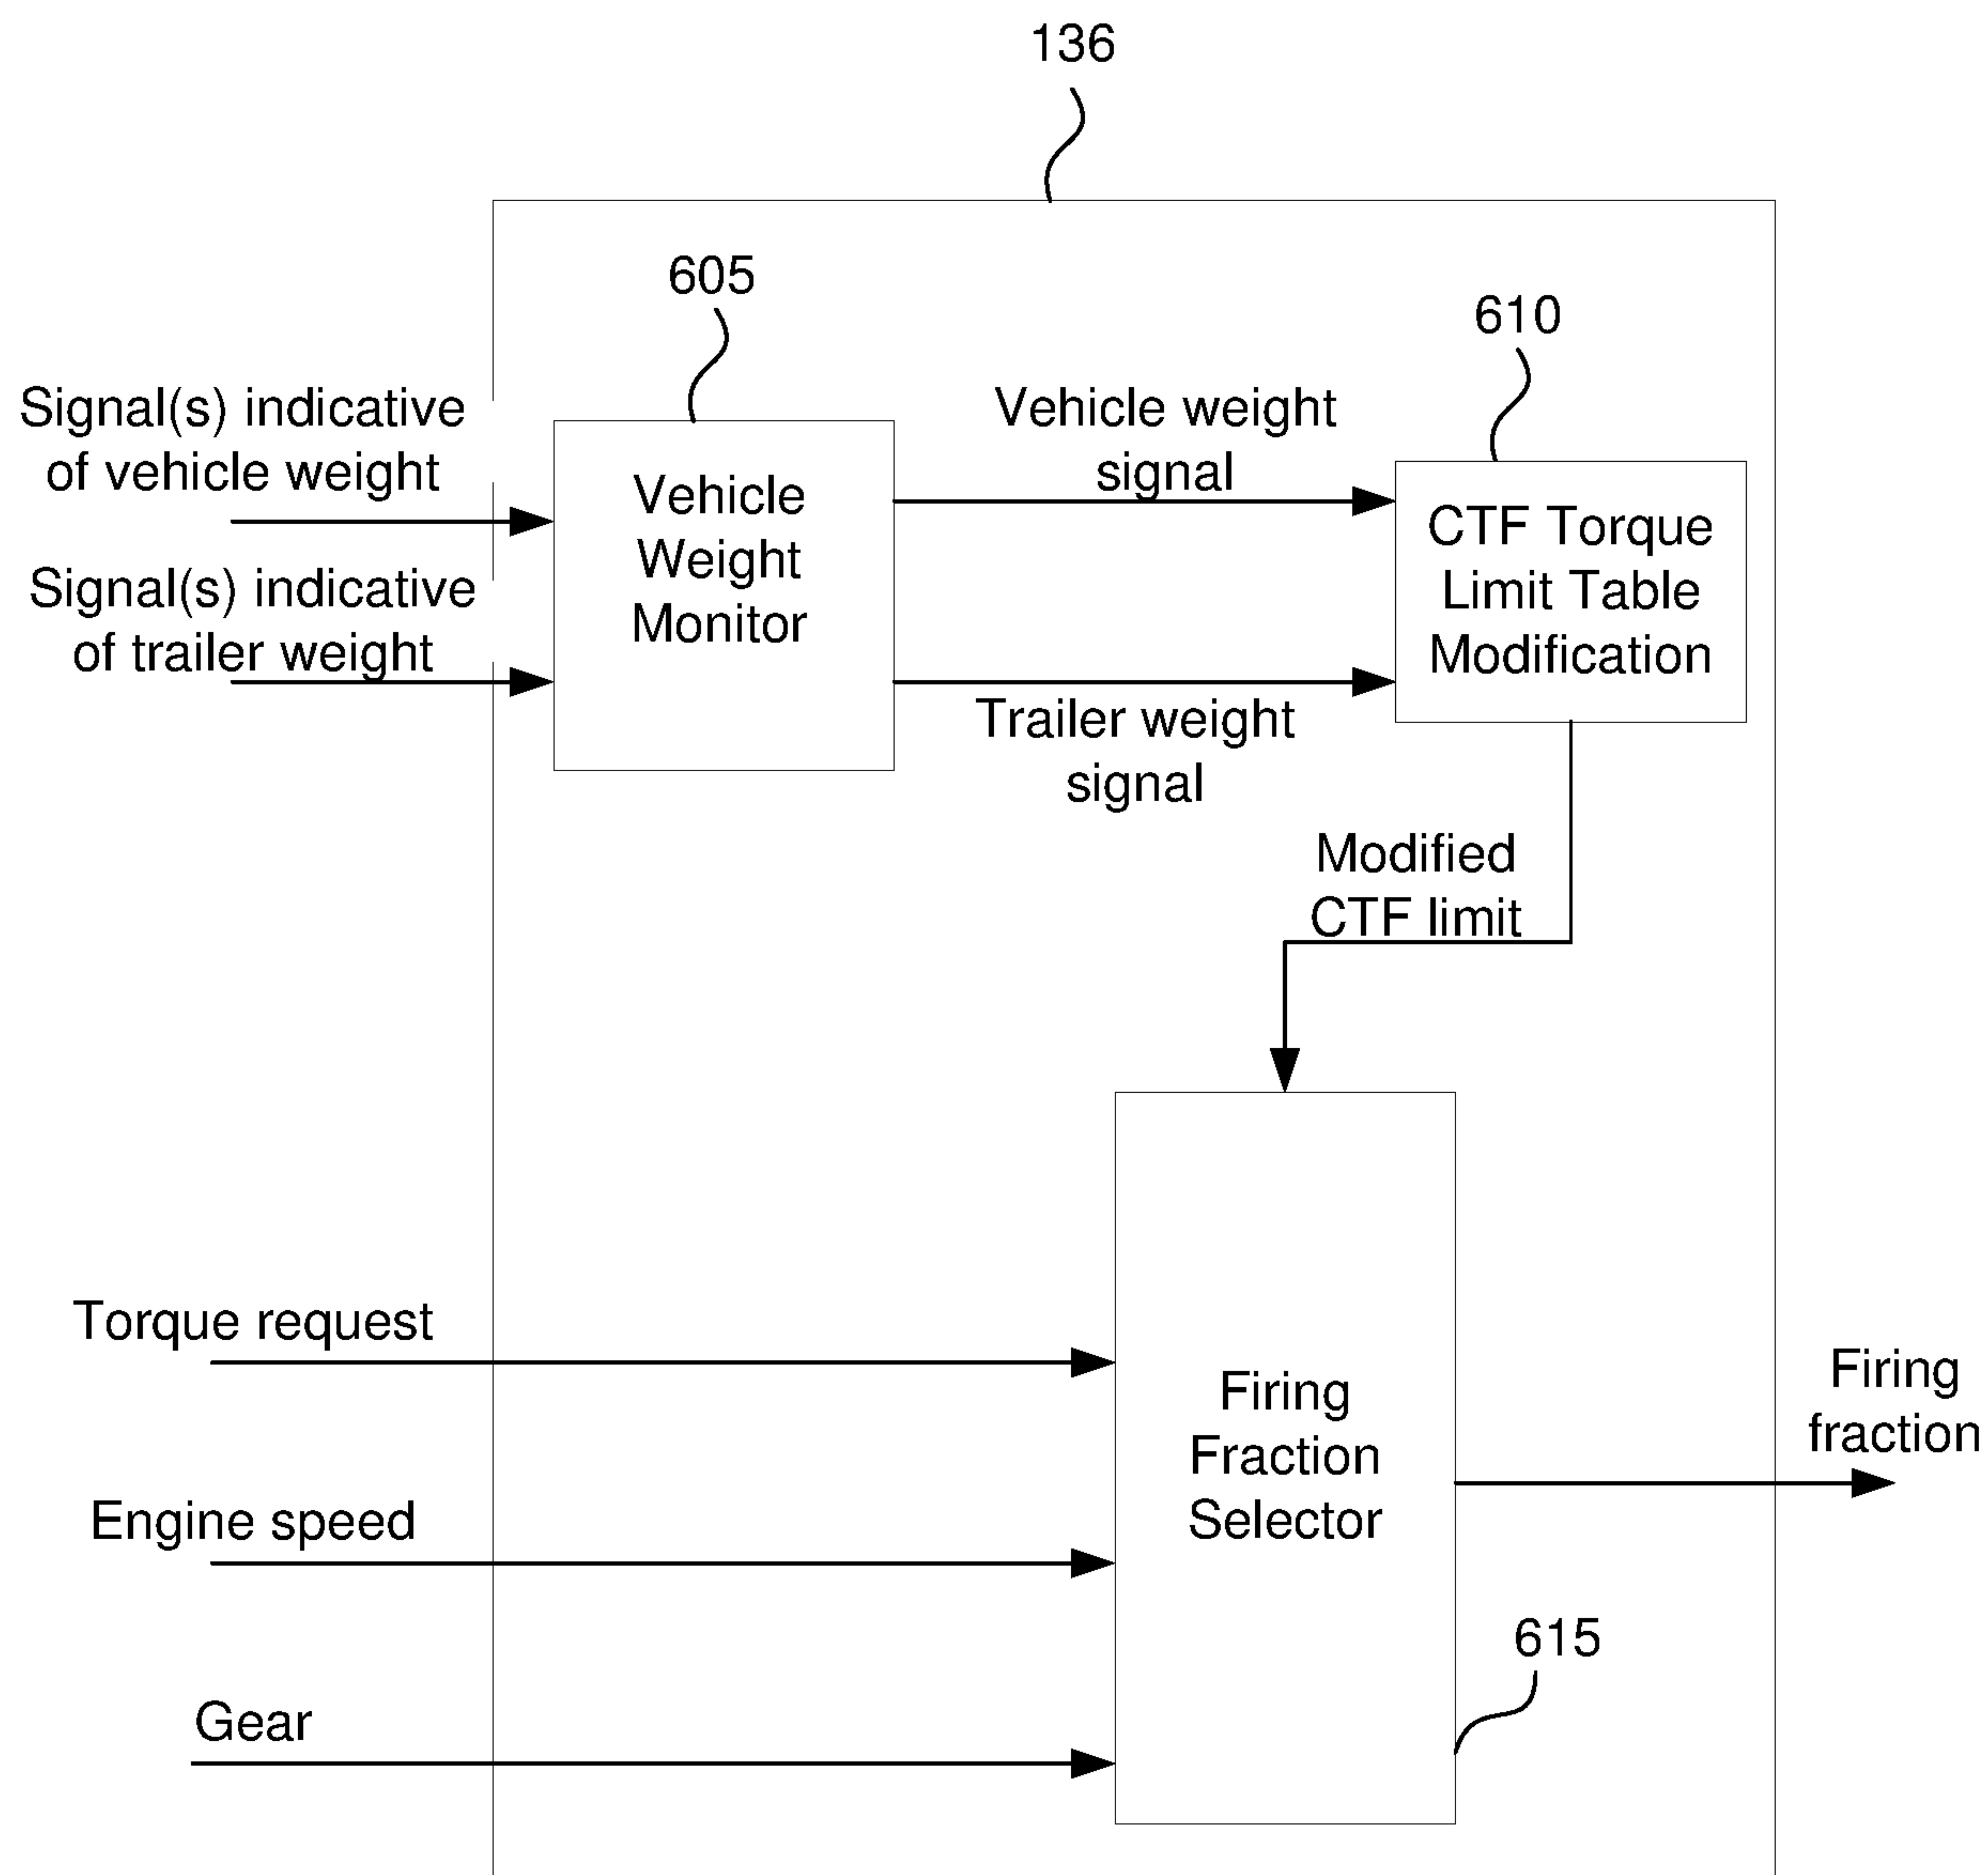 136
605
610
Signal(s) indicative
of vehicle weight
Signal(s) indicative
of trailer weight
Vehicle
Weight
Monitor
Vehicle weight
signal
Trailer weight
signal
CTF Torque
Limit Table
Modification
Modified
CTF limit
Torque request
Engine speed
Gear
Firing
Fraction
Selector
615
Firing
fraction